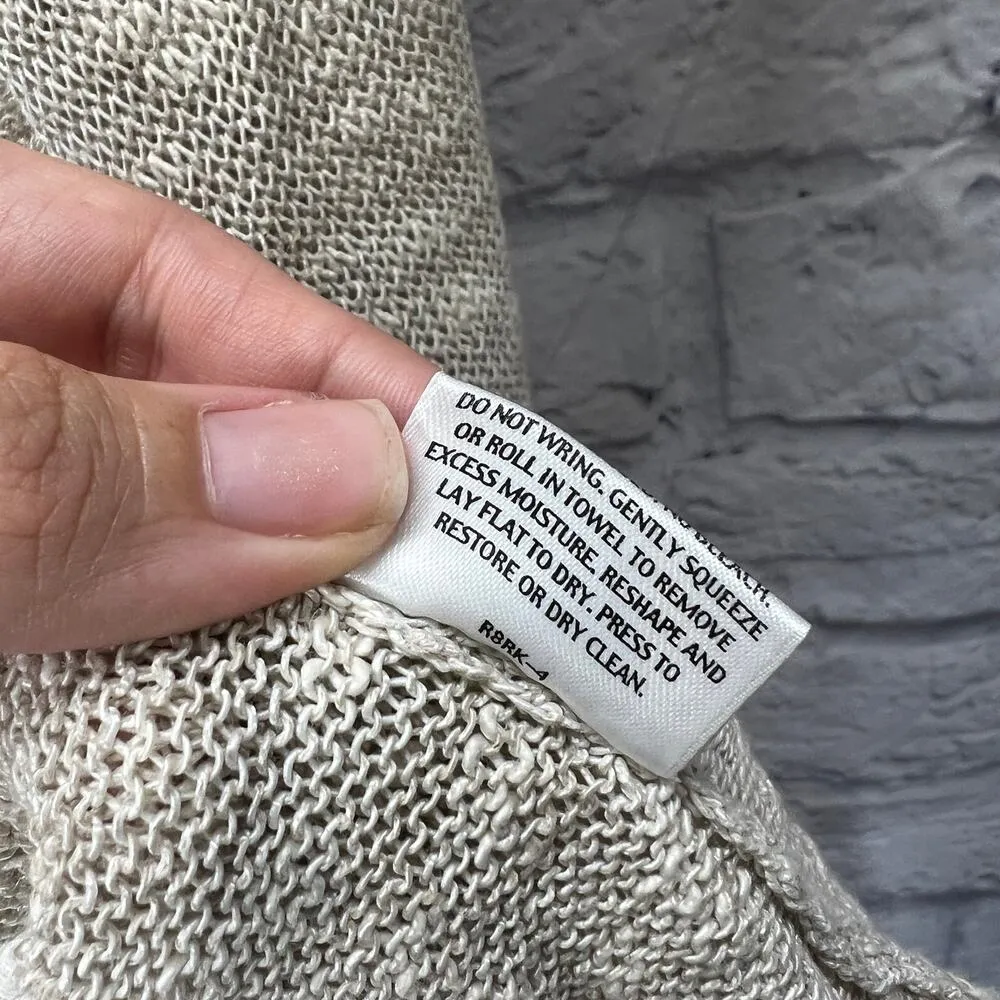 BLEACH.
DO NOT WRING. GENTLY SQUEEZE
OR ROLL IN TOWEL TO REMOVE
EXCESS MOISTURE. RESHAPE AND
LAY FLAT TO DRY. PRESS TO
RESTORE OR DRY CLEAN.
R8RK-4